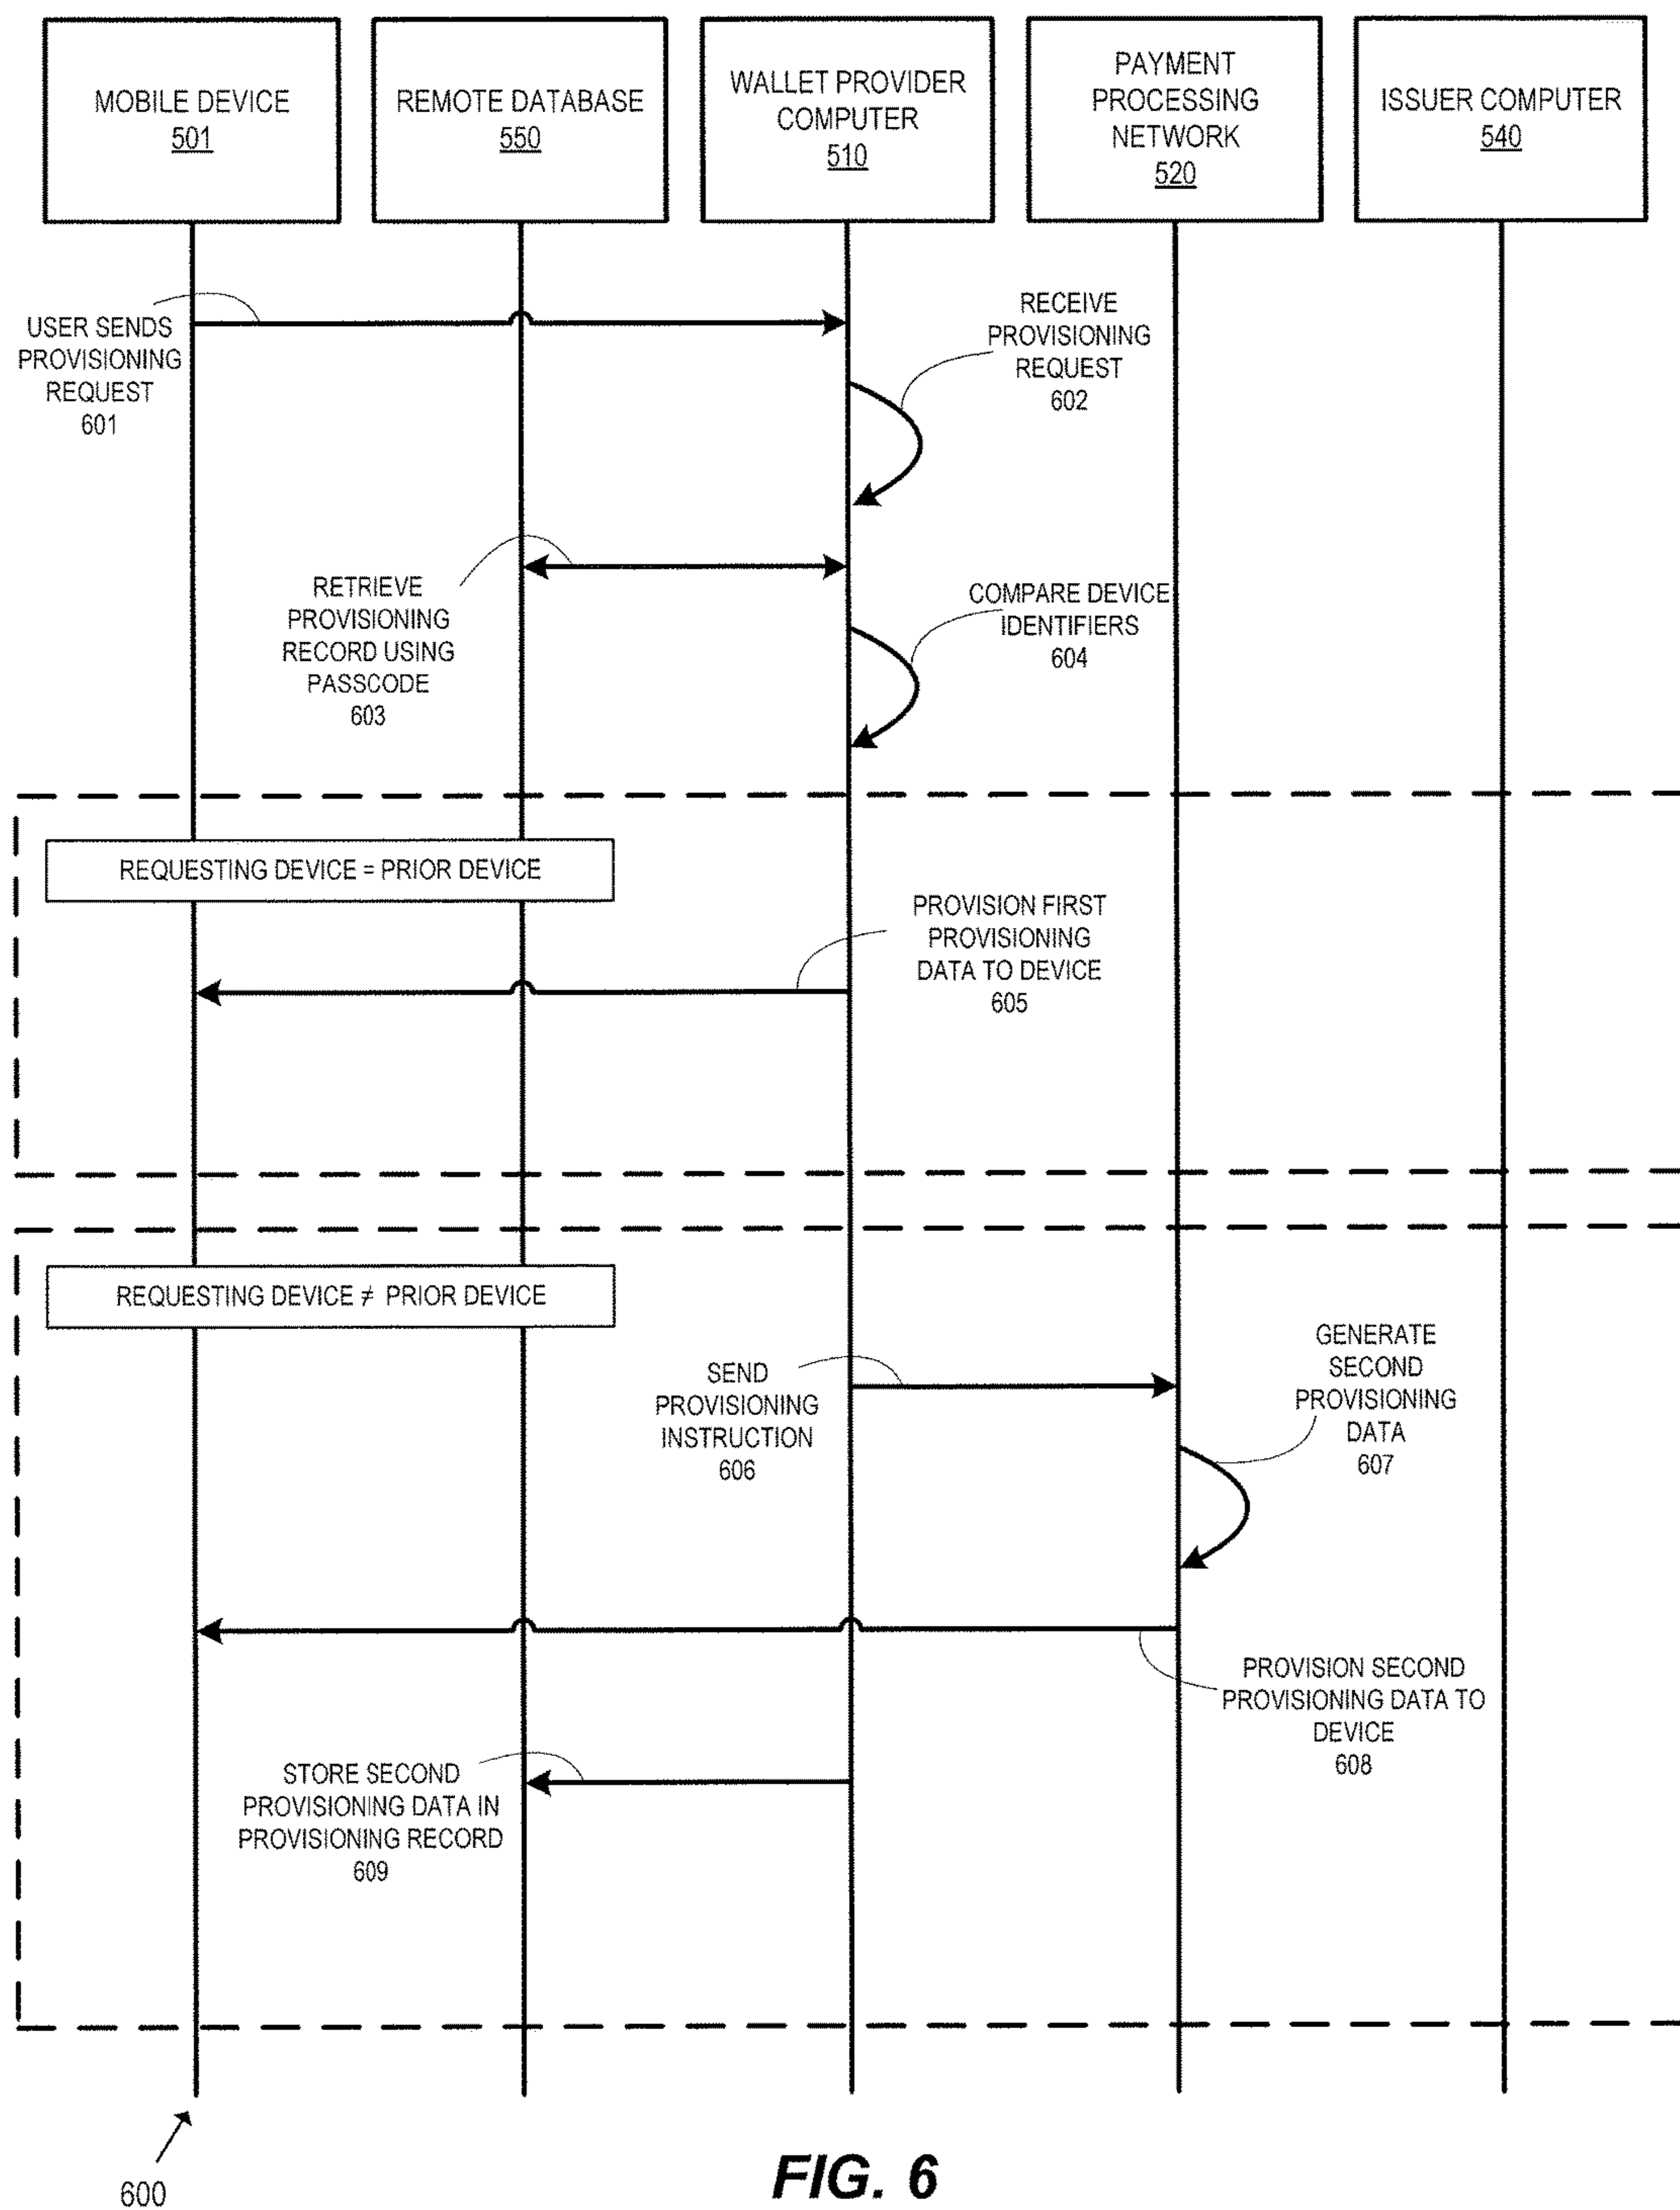 MOBILE DEVICE
501
REMOTE DATABASE
550
WALLET PROVIDER
COMPUTER
510
PAYMENT
PROCESSING
NETWORK
520
ISSUER COMPUTER
540
USER SENDS
PROVISIONING
REQUEST
601
RECEIVE
PROVISIONING
REQUEST
602
RETRIEVE
PROVISIONING
RECORD USING
PASSCODE
603
COMPARE DEVICE
IDENTIFIERS
604
REQUESTING DEVICE = PRIOR DEVICE
PROVISION FIRST
PROVISIONING
DATA TO DEVICE
605
REQUESTING DEVICE ≠ PRIOR DEVICE
SEND
PROVISIONING
INSTRUCTION
606
GENERATE
SECOND
PROVISIONING
DATA
607
PROVISION SECOND
PROVISIONING DATA TO
DEVICE
608
STORE SECOND
PROVISIONING DATA IN
PROVISIONING RECORD
609
600
FIG. 6